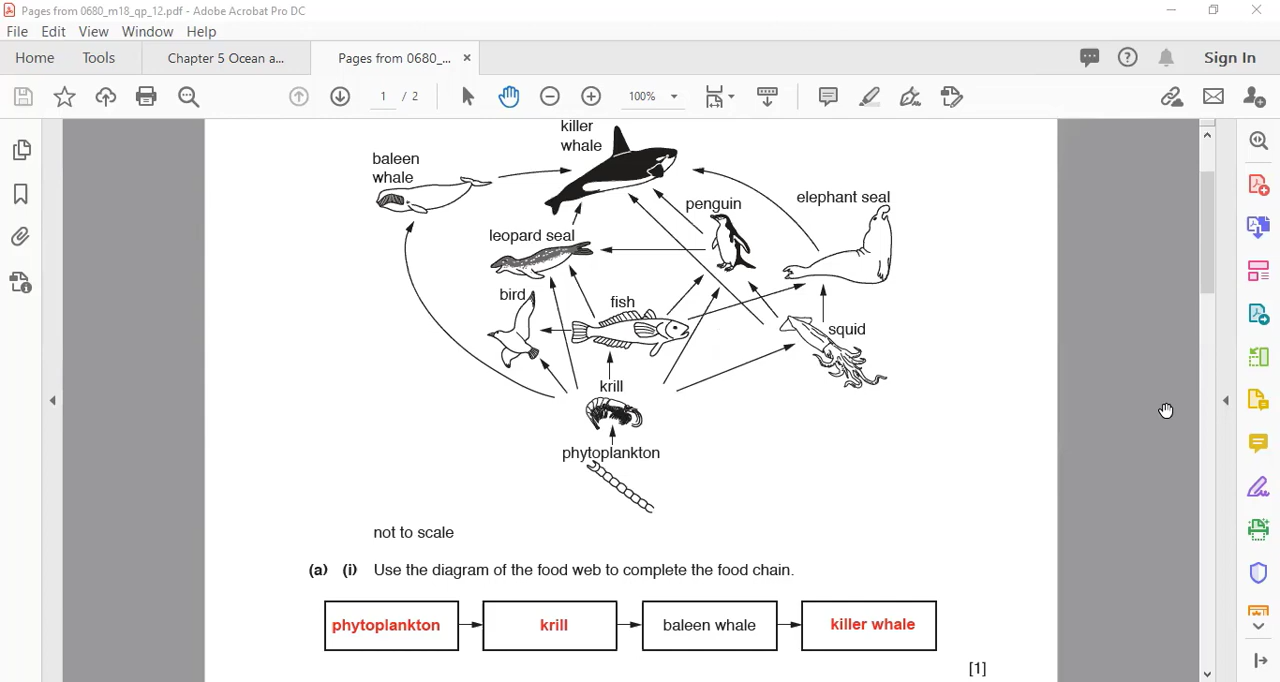 Pages from 0680_m18_qp_12.pdf - Adobe Acrobat Pro DC
File Edit View Window Help
Home Tools Chapter 5 Ocean a... Pages from 0680_... × Sign In
1 / 2 100%
killer
whale
baleen
whale
penguin
elephant seal
leopard seal
bird
fish
squid
krill
phytoplankton
not to scale
(a) (i) Use the diagram of the food web to complete the food chain.
phytoplankton krill baleen whale killer whale
[1]